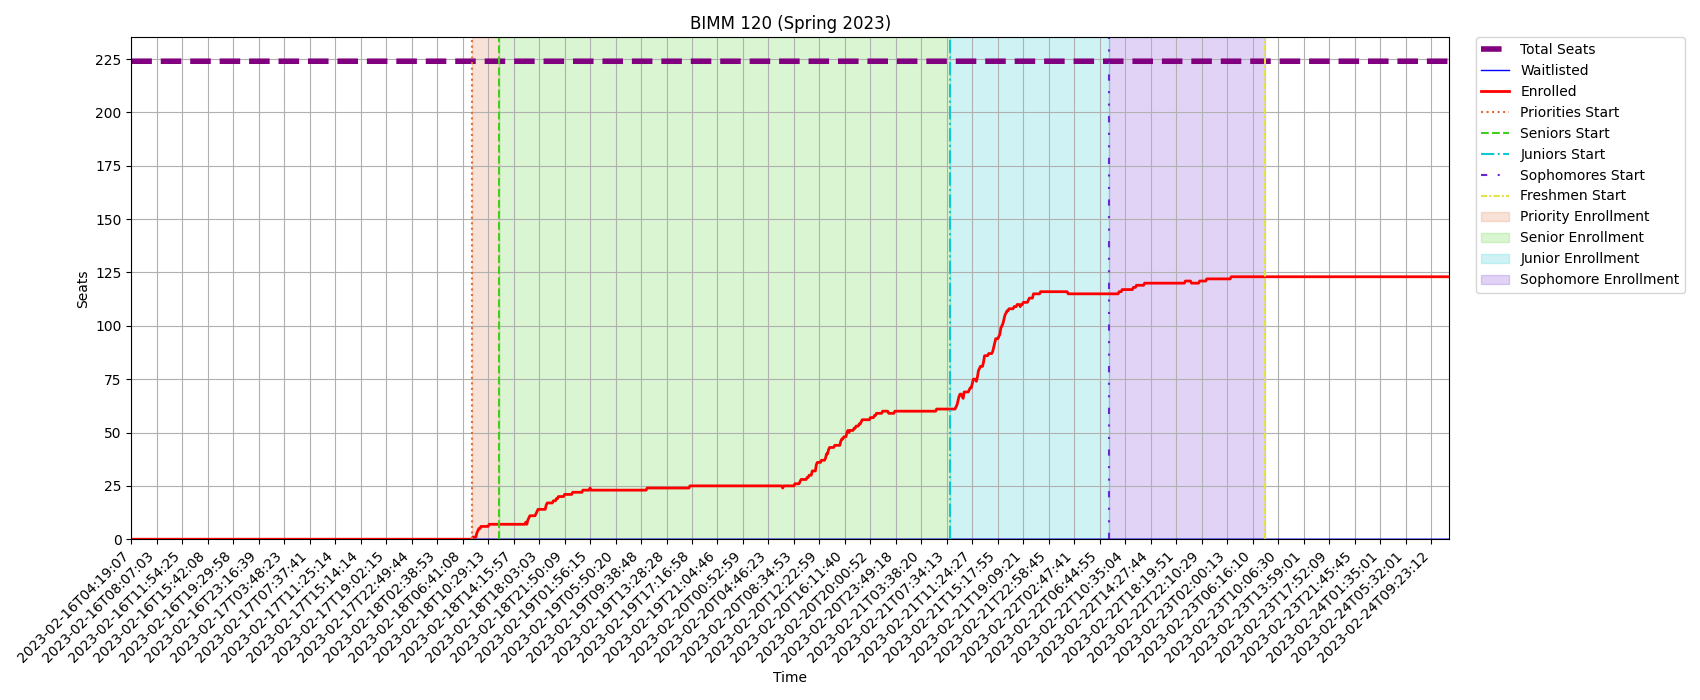 BIMM 120 (Spring 2023)
Seats
225
200
175
150
125
100
75
50
25
0
2023-02-16T04:19:07
2023-02-16T08:07:03
2023-02-16T11:54:25
2023-02-16T15:42:08
2023-02-16T19:29:58
2023-02-16T23:16:39
2023-02-17T03:48:23
2023-02-17T07:37:41
2023-02-17T11:25:14
2023-02-17T15:14:14
2023-02-17T19:02:15
2023-02-17T22:49:44
2023-02-18T02:38:53
2023-02-18T06:41:08
2023-02-18T10:29:13
2023-02-18T14:15:57
2023-02-18T18:03:03
2023-02-18T21:50:09
2023-02-19T01:56:15
2023-02-19T05:50:20
2023-02-19T09:38:48
2023-02-19T13:28:28
2023-02-19T17:16:58
2023-02-19T21:04:46
2023-02-20T00:52:59
2023-02-20T04:46:23
2023-02-20T08:34:53
2023-02-20T12:22:59
2023-02-20T16:11:40
2023-02-20T20:00:52
2023-02-20T23:49:18
2023-02-21T03:38:20
2023-02-21T07:34:13
2023-02-21T11:24:27
2023-02-21T15:17:55
2023-02-21T19:09:21
2023-02-21T22:58:45
2023-02-22T02:47:41
2023-02-22T06:44:55
2023-02-22T10:35:04
2023-02-22T14:27:44
2023-02-22T18:19:51
2023-02-22T22:10:29
2023-02-23T02:00:13
2023-02-23T06:16:10
2023-02-23T10:06:30
2023-02-23T13:59:01
2023-02-23T17:52:09
2023-02-23T21:45:45
2023-02-24T01:35:01
2023-02-24T05:32:01
2023-02-24T09:23:12
Time
Total Seats
Waitlisted
Enrolled
Priorities Start
Seniors Start
Juniors Start
Sophomores Start
Freshmen Start
Priority Enrollment
Senior Enrollment
Junior Enrollment
Sophomore Enrollment